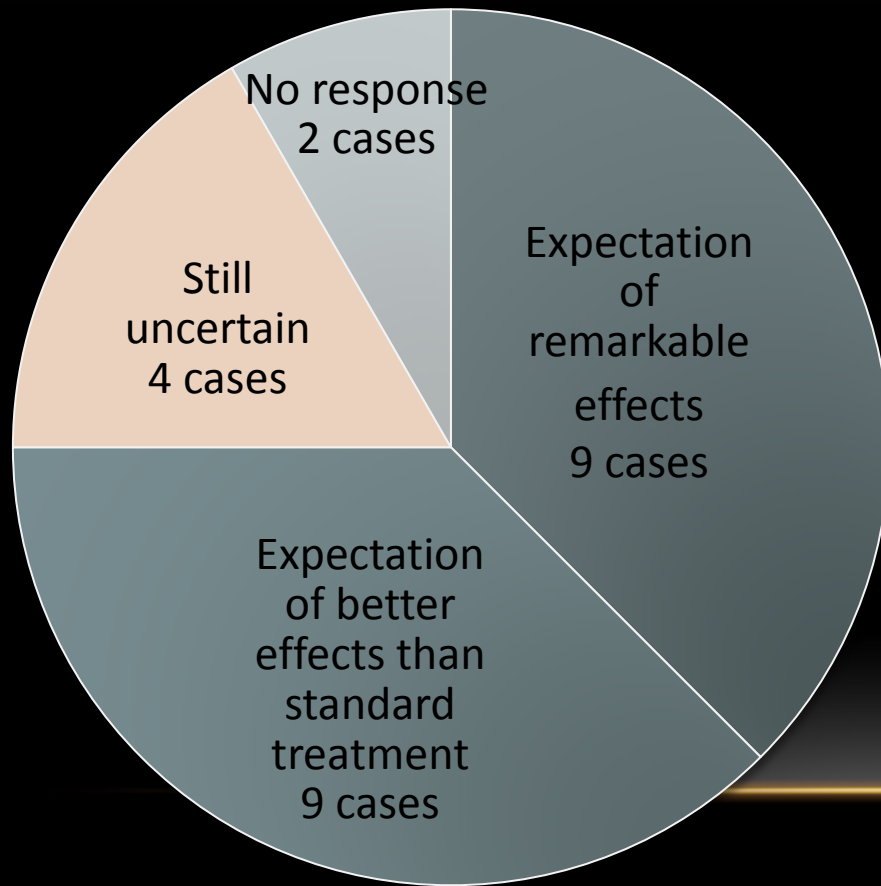 No response
2 cases
Expectation
of
remarkable
effects
9 cases
Still
uncertain
4 cases
Expectation
of better
effects than
standard
treatment
9 cases